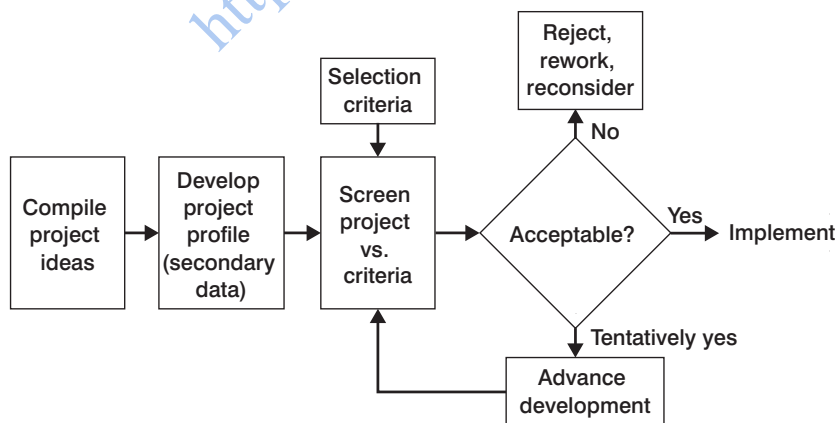 http
Compile
project
ideas
Develop
project
profile
(secondary
data)
Selection
criteria
Screen
project
vs.
criteria
Acceptable?
Reject,
rework,
reconsider
No
Yes
Implement
Tentatively yes
Advance
development